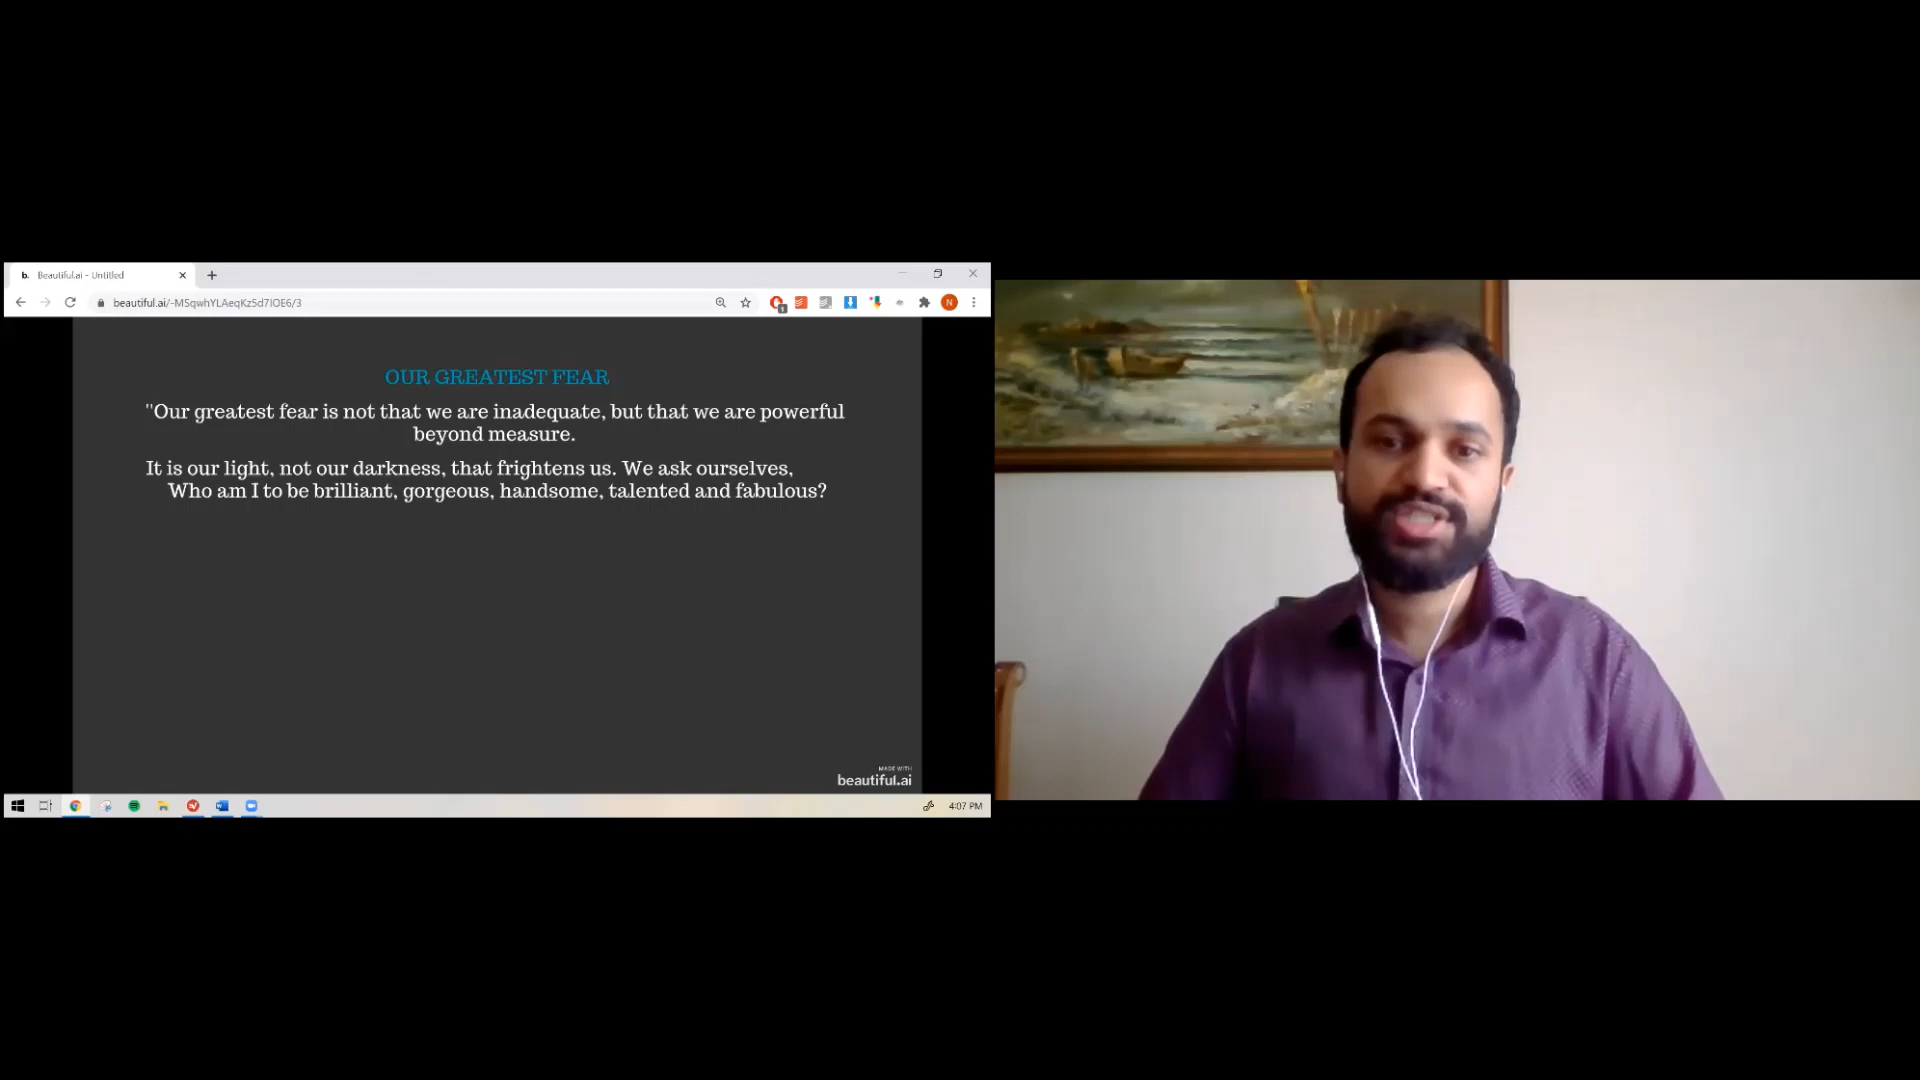 b. Beautiful.ai - Untitled
beautiful.ai/-MSqwhYLAeqKz5d7IOE6/3
N
OUR GREATEST FEAR
"Our greatest fear is not that we are inadequate, but that we are powerful
beyond measure.
It is our light, not our darkness, that frightens us. We ask ourselves,
Who am I to be brilliant, gorgeous, handsome, talented and fabulous?
MADE WITH
beautiful.ai
4:07 PM